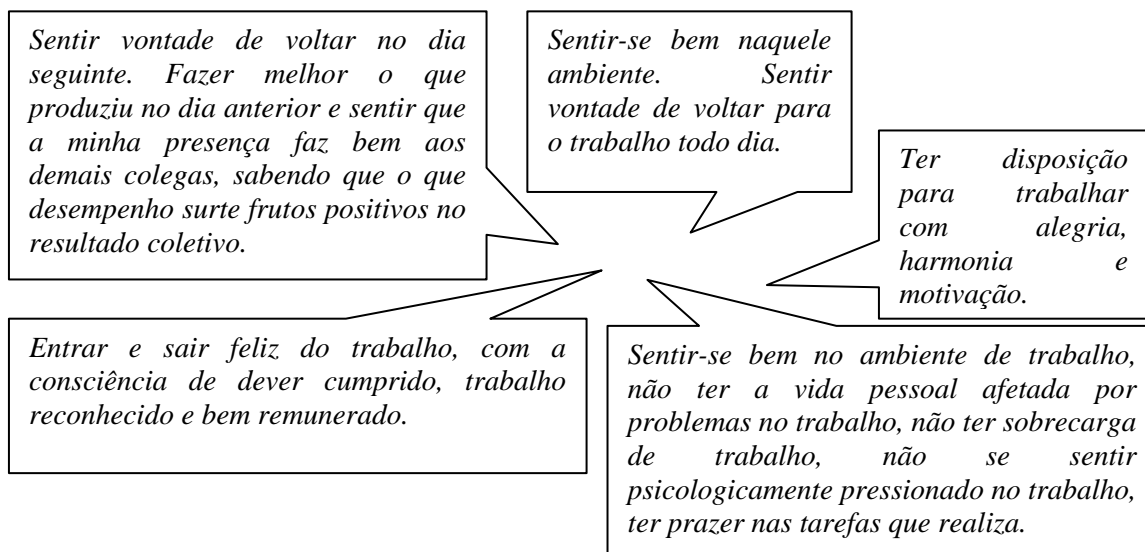 Sentir vontade de voltar no dia
seguinte. Fazer melhor o que
produziu no dia anterior e sentir que
a minha presença faz bem aos
demais colegas, sabendo que o que
desempenho surte frutos positivos no
resultado coletivo.
Sentir-se bem naquele
ambiente. Sentir
vontade de voltar para
o trabalho todo dia.
Ter disposição
para trabalhar
com alegria,
harmonia e
motivação.
Entrar e sair feliz do trabalho, com a
consciência de dever cumprido, trabalho
reconhecido e bem remunerado.
Sentir-se bem no ambiente de trabalho,
não ter a vida pessoal afetada por
problemas no trabalho, não ter sobrecarga
de trabalho, não se sentir
psicologicamente pressionado no trabalho,
ter prazer nas tarefas que realiza.